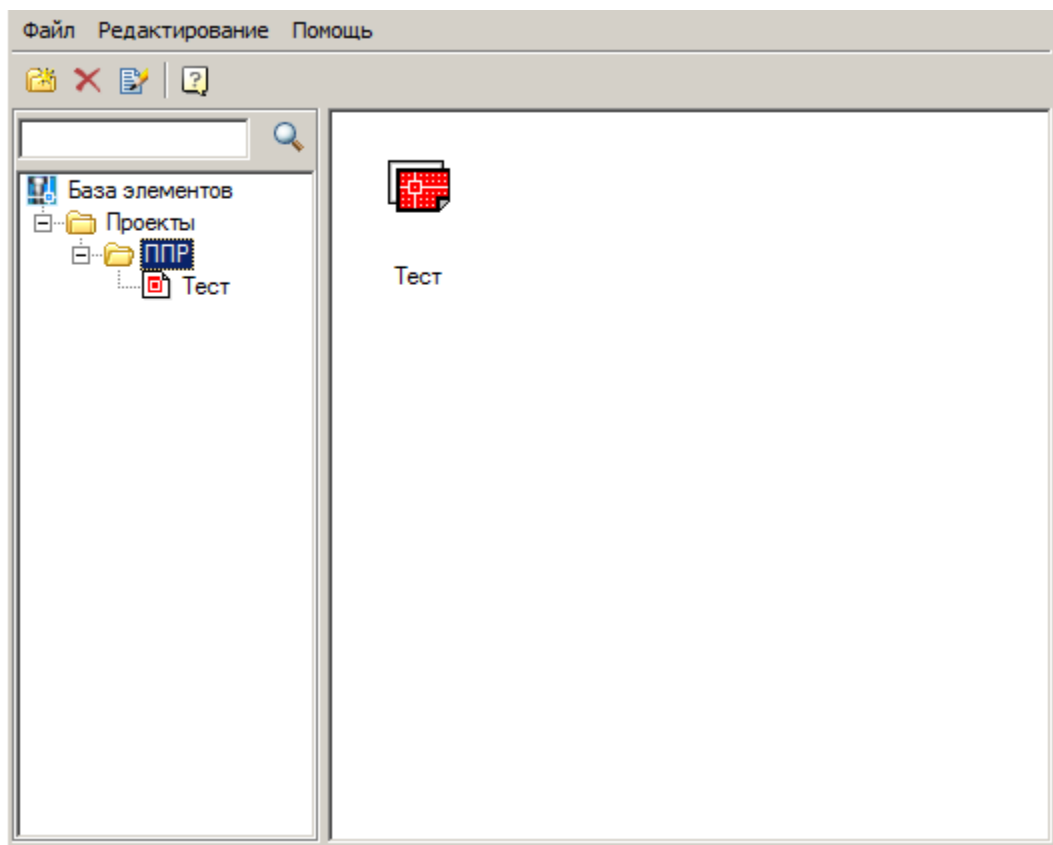 Файл Редактирование Помощь
База элементов
Проекты
ППР
Тест
Тест